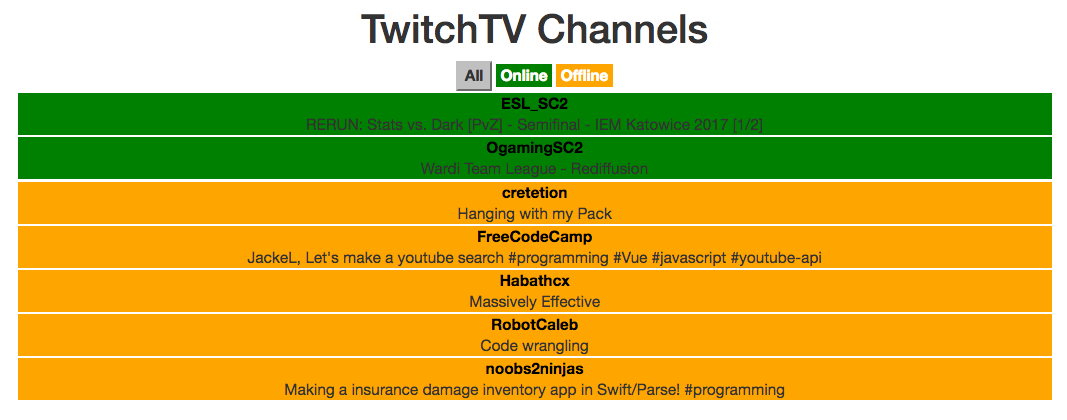 TwitchTV Channels
All Online Offline
ESL_SC2
RERUN: Stats vs. Dark [PvZ] - Semifinal - IEM Katowice 2017 [1/2]
OgamingSC2
Wardi Team League - Rediffusion
cretetion
Hanging with my Pack
FreeCodeCamp
JackeL, Let's make a youtube search #programming #Vue #javascript #youtube-api
Habathcx
Massively Effective
RobotCaleb
Code wrangling
noobs2ninjas
Making a insurance damage inventory app in Swift/Parse! #programming